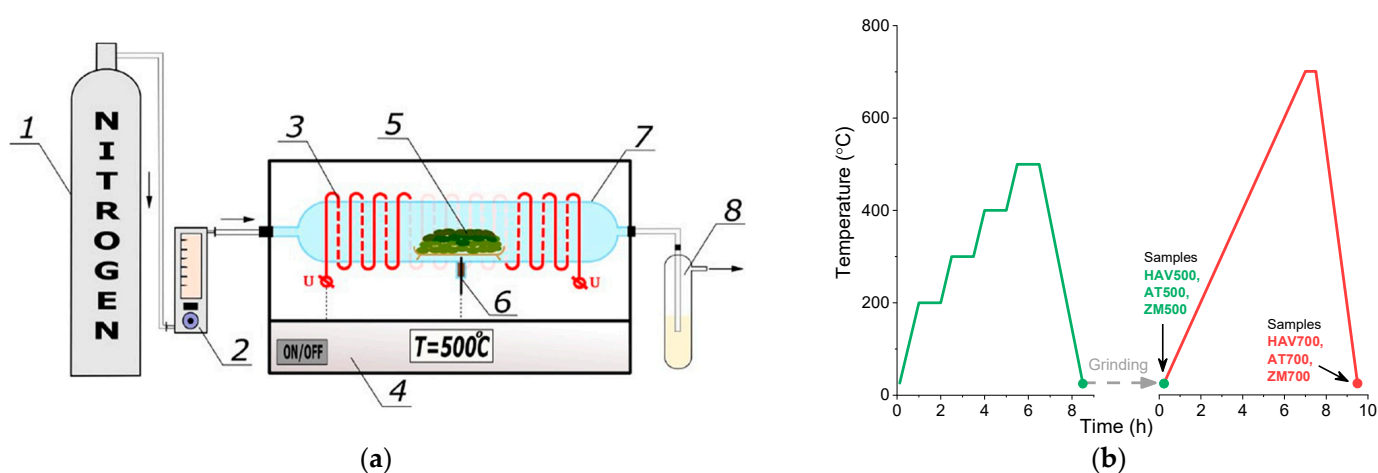 1
NITROGEN
2
3
5
7
8
U
U
6
ON/OFF
T=500°C
4
(a)
800
600
400
200
0
Temperature (°C)
0 2 4 6 8
0 2 4 6 8 10
Time (h)
Grinding
Samples
HAV500,
AT500,
ZM500
Samples
HAV700,
AT700,
ZM700
(b)